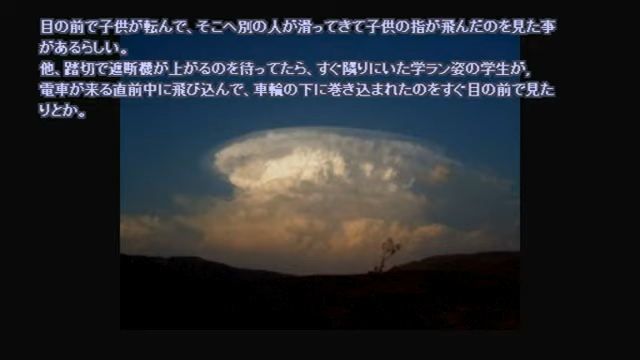 目の前で子供が転んで、そこへ別の人が滑ってきて子供の指が飛んだのを見た事
があるらしい。
他、踏切で遮断機が上がるのを待ってたら、すぐ隣りにいた学ラン姿の学生が,
電車が来る直前中に飛び込んで、車輪の下に巻き込まれたのをすぐ目の前で見た
りとか。